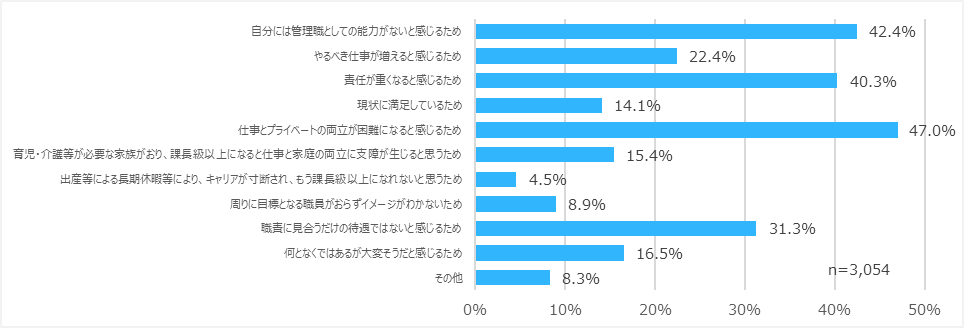 自分には管理職としての能力がないと感じるため 42.4%
やるべき仕事が増えると感じるため 22.4%
責任が重くなると感じるため 40.3%
現状に満足しているため 14.1%
仕事とプライベートの両立が困難になると感じるため 47.0%
育児・介護等が必要な家族がおり、課長級以上になると仕事と家庭の両立に支障が生じると思うため 15.4%
出産等による長期休暇等により、キャリアが寸断され、もう課長級以上になれないと思うため 4.5%
周りに目標となる職員がおらずイメージがわかないため 8.9%
職責に見合うだけの待遇ではないと感じるため 31.3%
何となくではあるが大変そうだと感じるため 16.5%
その他 8.3%
n=3,054
0% 10% 20% 30% 40% 50%